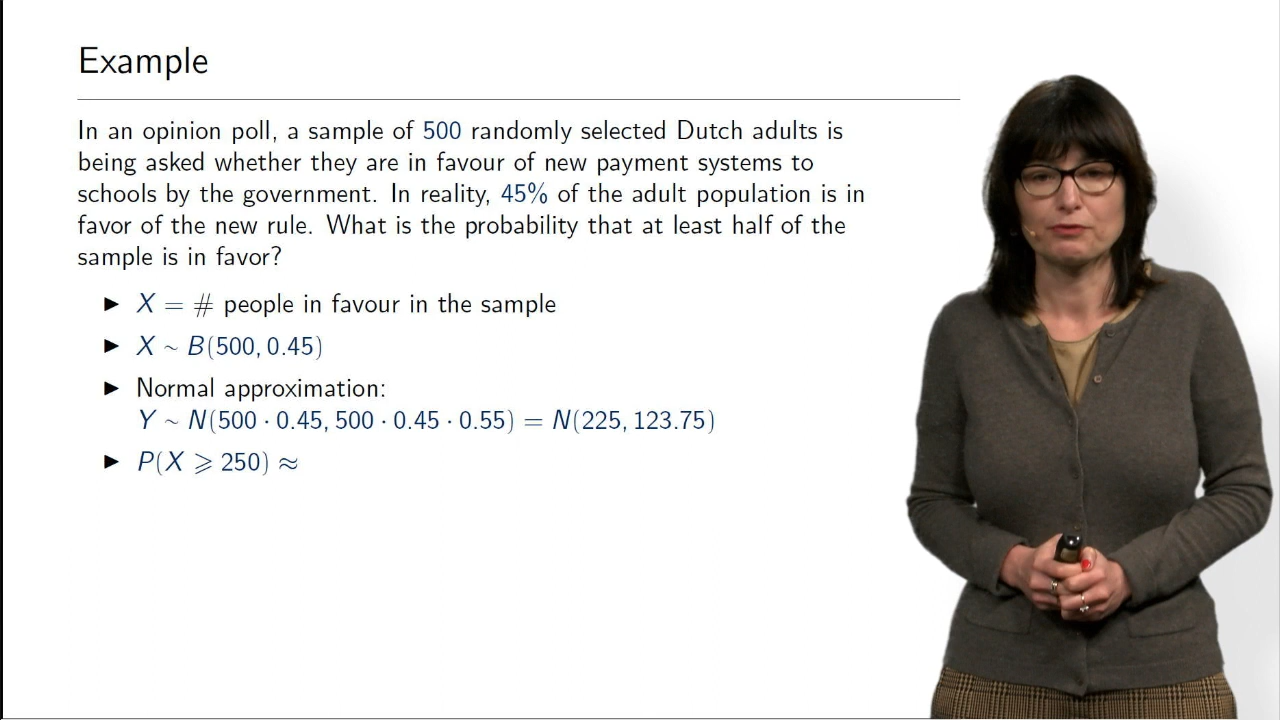 Example
In an opinion poll, a sample of 500 randomly selected Dutch adults is
being asked whether they are in favour of new payment systems to
schools by the government. In reality, 45% of the adult population is in
favor of the new rule. What is the probability that at least half of the
sample is in favor?
► X = # people in favour in the sample
► X ~ B(500, 0.45)
► Normal approximation:
Y ~ N(500 · 0.45, 500 · 0.45 · 0.55) = N(225, 123.75)
► P(X ⩾ 250) ≈